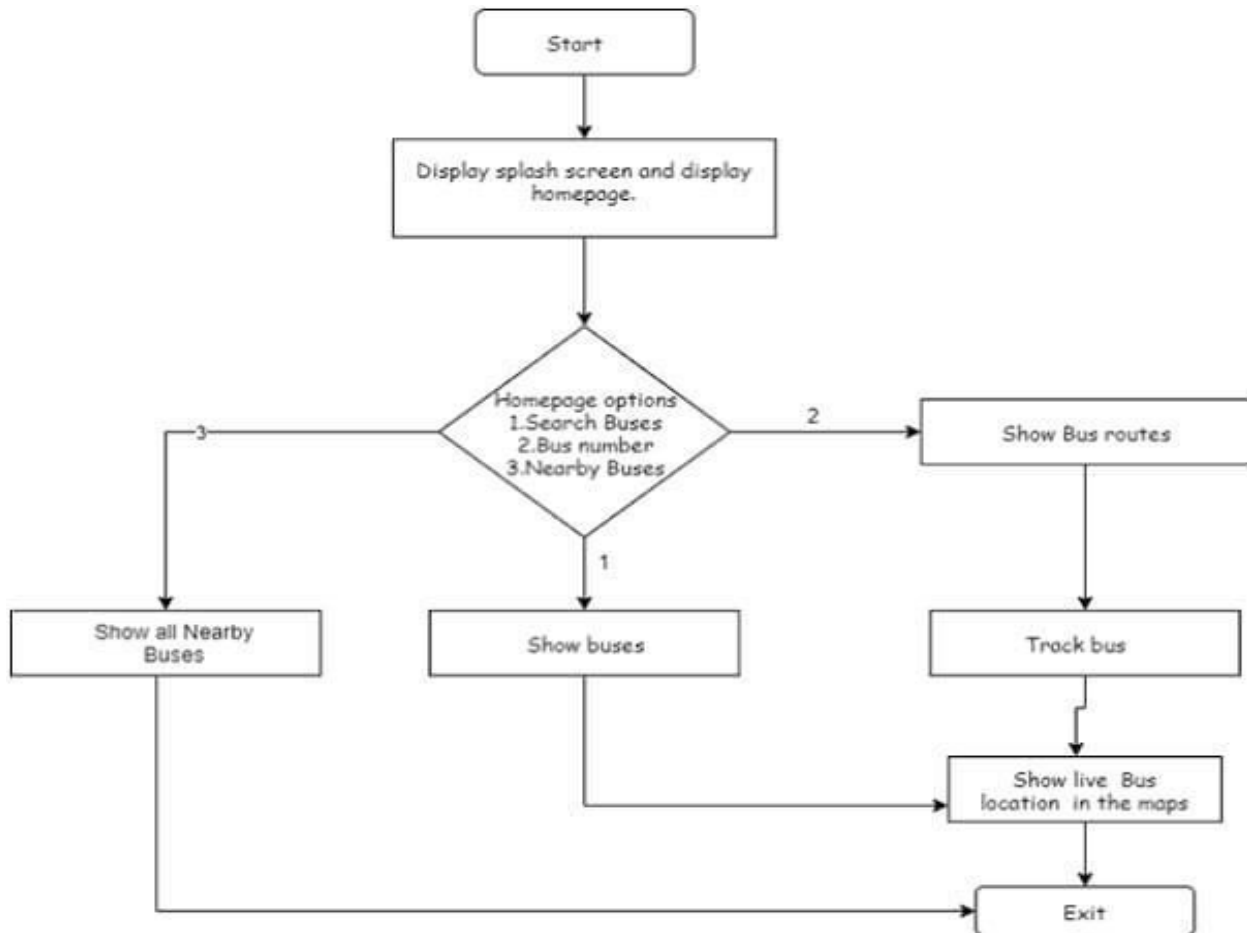 Start
Display splash screen and display
homepage.
Homepage options
1.Search Buses
2.Bus number
3.Nearby Buses
3
2
Show Bus routes
1
Show all Nearby
Buses
Show buses
Track bus
Show live Bus
location in the maps
Exit